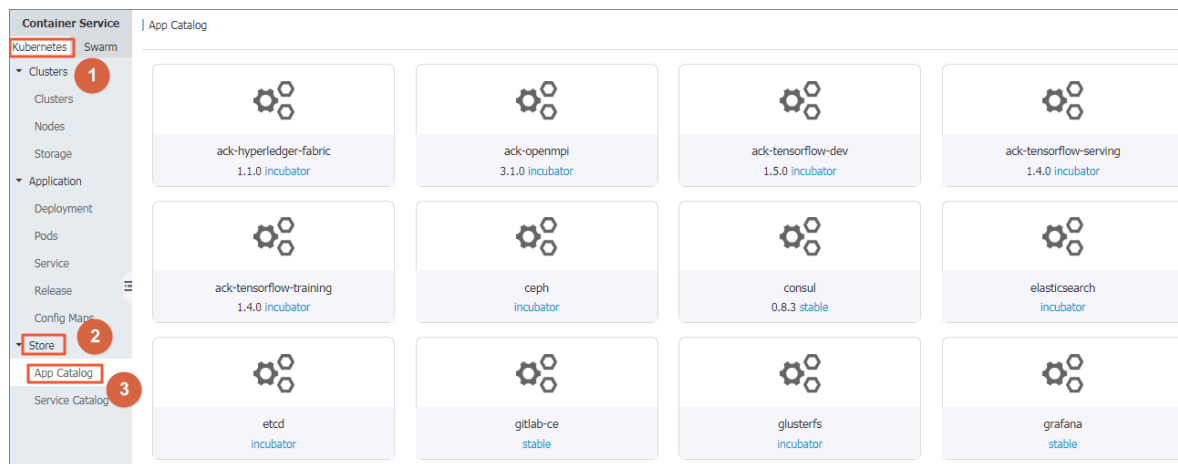 Container Service
Kubernetes Swarm
Clusters
1
Clusters
Nodes
Storage
Application
Deployment
Pods
Service
Release
Config Maps
2
Store
App Catalog
3
Service Catalog
App Catalog
ack-hyperledger-fabric
1.1.0 incubator
ack-openmpi
3.1.0 incubator
ack-tensorflow-dev
1.5.0 incubator
ack-tensorflow-serving
1.4.0 incubator
ack-tensorflow-training
1.4.0 incubator
ceph
incubator
consul
0.8.3 stable
elasticsearch
incubator
etcd
incubator
gitlab-ce
stable
glusterfs
incubator
grafana
stable